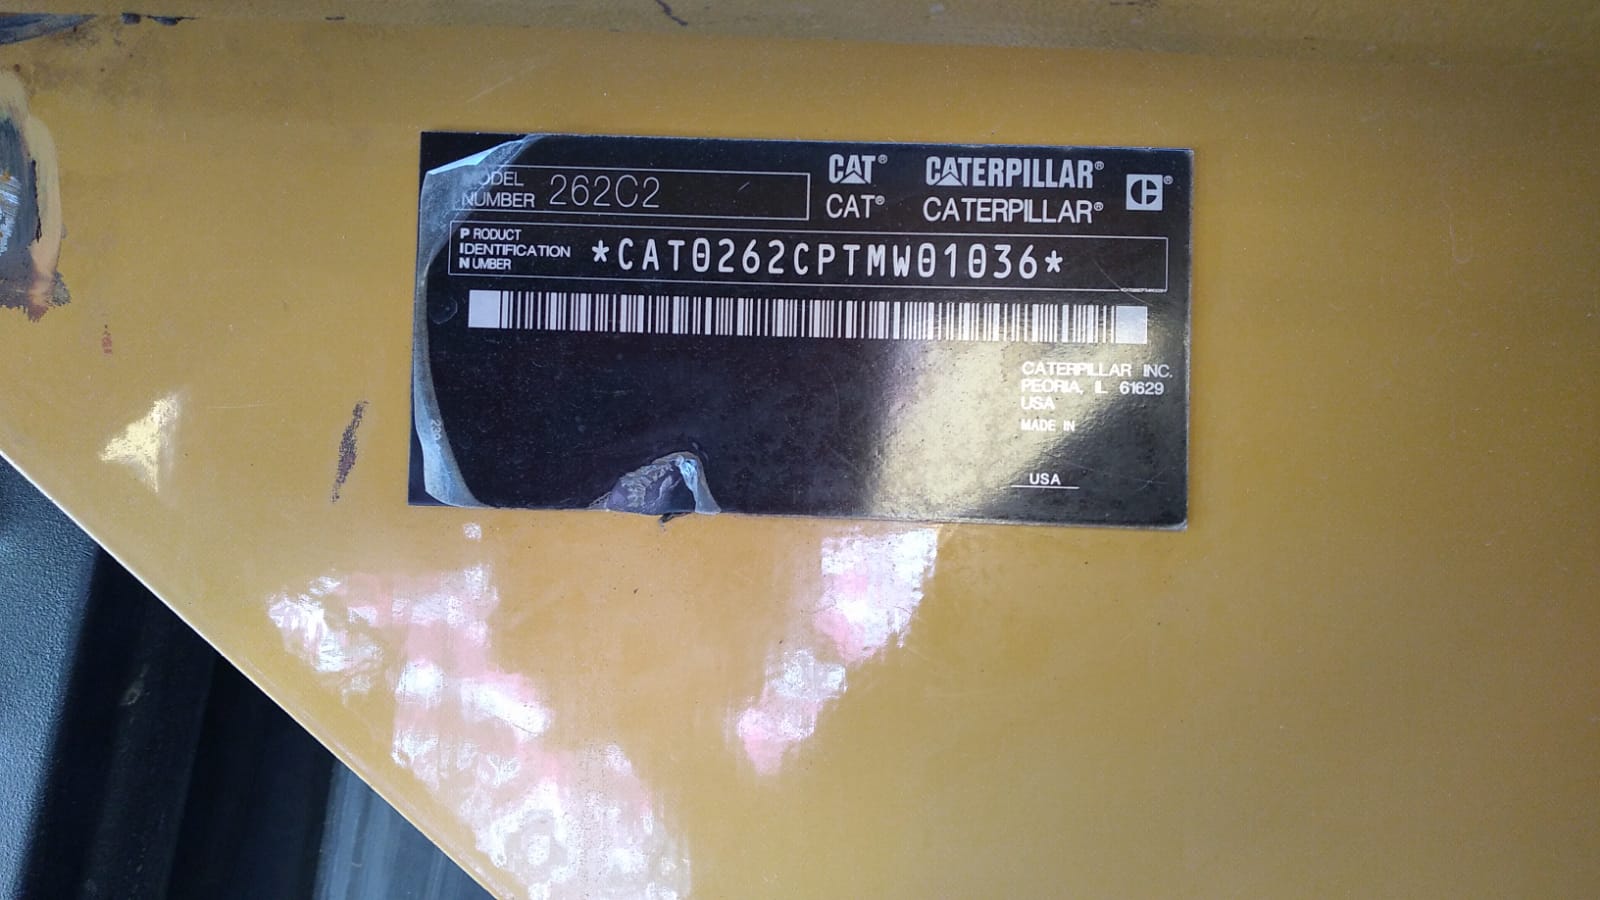 MODEL
NUMBER 262C2
CAT® CATERPILLAR®
CAT® CATERPILLAR®
PRODUCT
IDENTIFICATION
NUMBER
*CAT0262CPTMW01036*
CATERPILLAR INC.
PEORIA, IL 61629
USA
MADE IN
USA